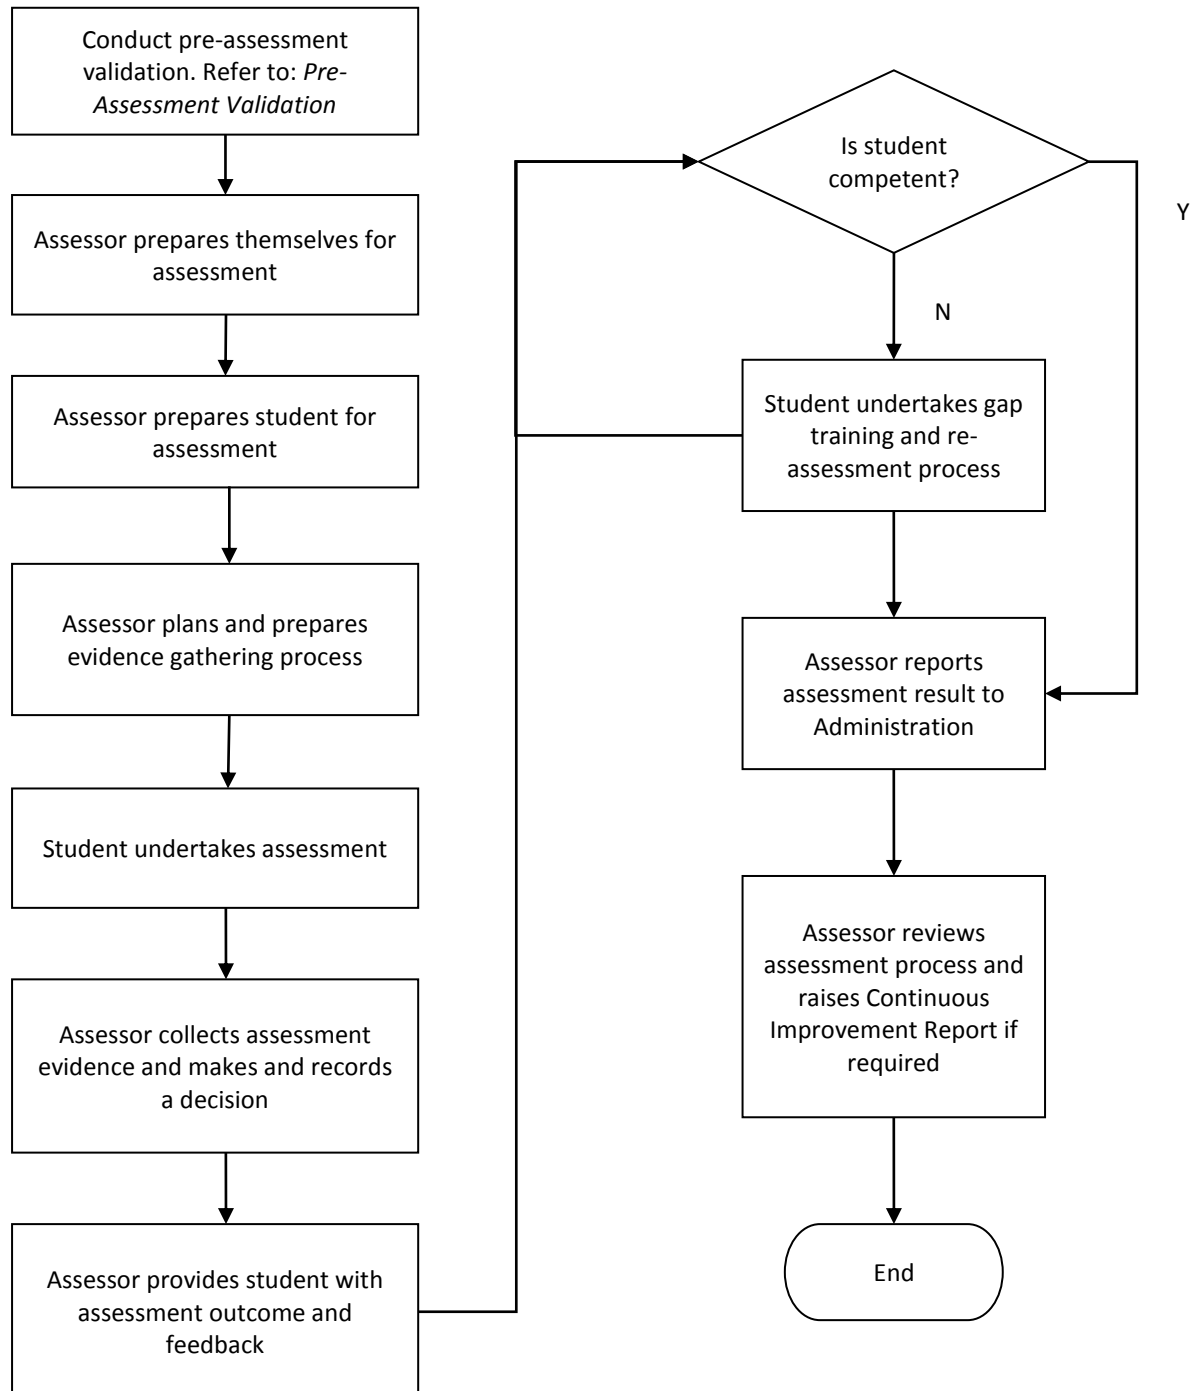 Conduct pre-assessment
validation. Refer to: Pre-
Assessment Validation
Assessor prepares themselves for
assessment
Assessor prepares student for
assessment
Assessor plans and prepares
evidence gathering process
Student undertakes assessment
Assessor collects assessment
evidence and makes and records
a decision
Assessor provides student with
assessment outcome and
feedback
Is student
competent?
Y
N
Student undertakes gap
training and re-
assessment process
Assessor reports
assessment result to
Administration
Assessor reviews
assessment process and
raises Continuous
Improvement Report if
required
End